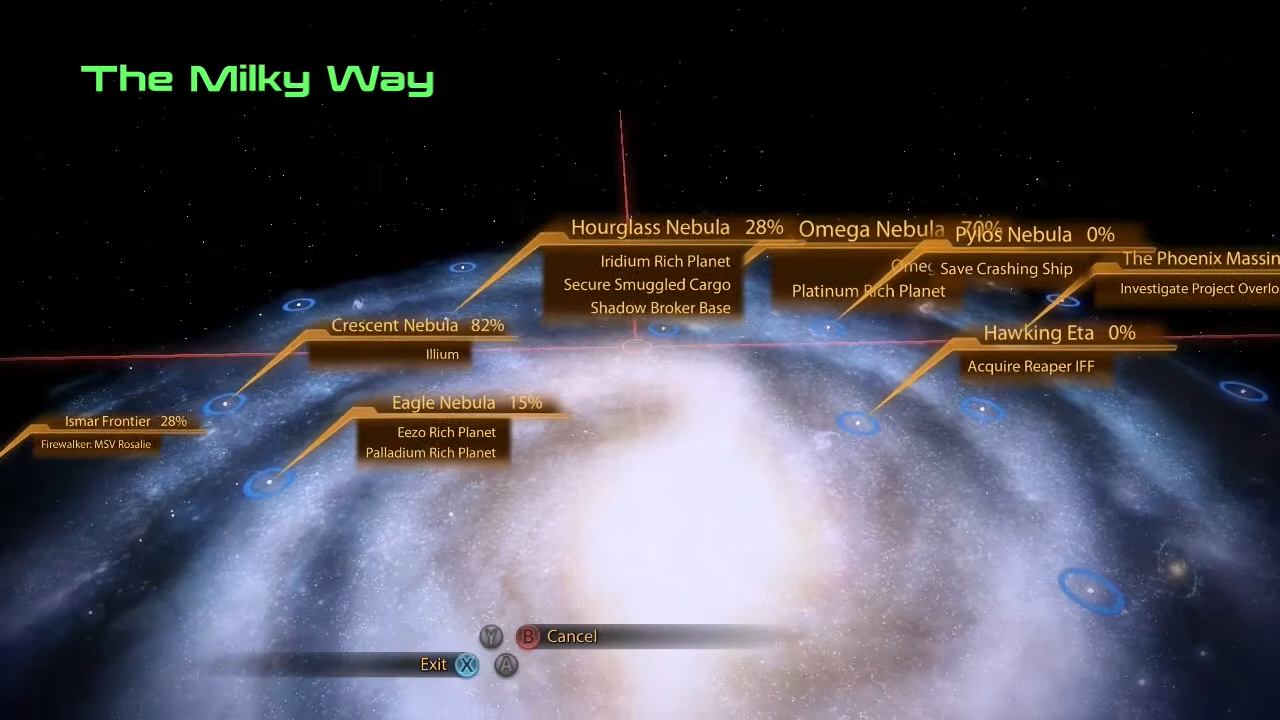 The Milky Way
Hourglass Nebula 28%
Iridium Rich Planet
Secure Smuggled Cargo
Shadow Broker Base
Omega Nebula 70%
Platinum Rich Planet
Pylos Nebula 0%
Save Crashing Ship
The Phoenix Massin
Investigate Project Overlo
Crescent Nebula 82%
Illium
Hawking Eta 0%
Acquire Reaper IFF
Eagle Nebula 15%
Eezo Rich Planet
Palladium Rich Planet
Ismar Frontier 28%
Firewalker: MSV Rosalie
Y B Cancel
Exit X A